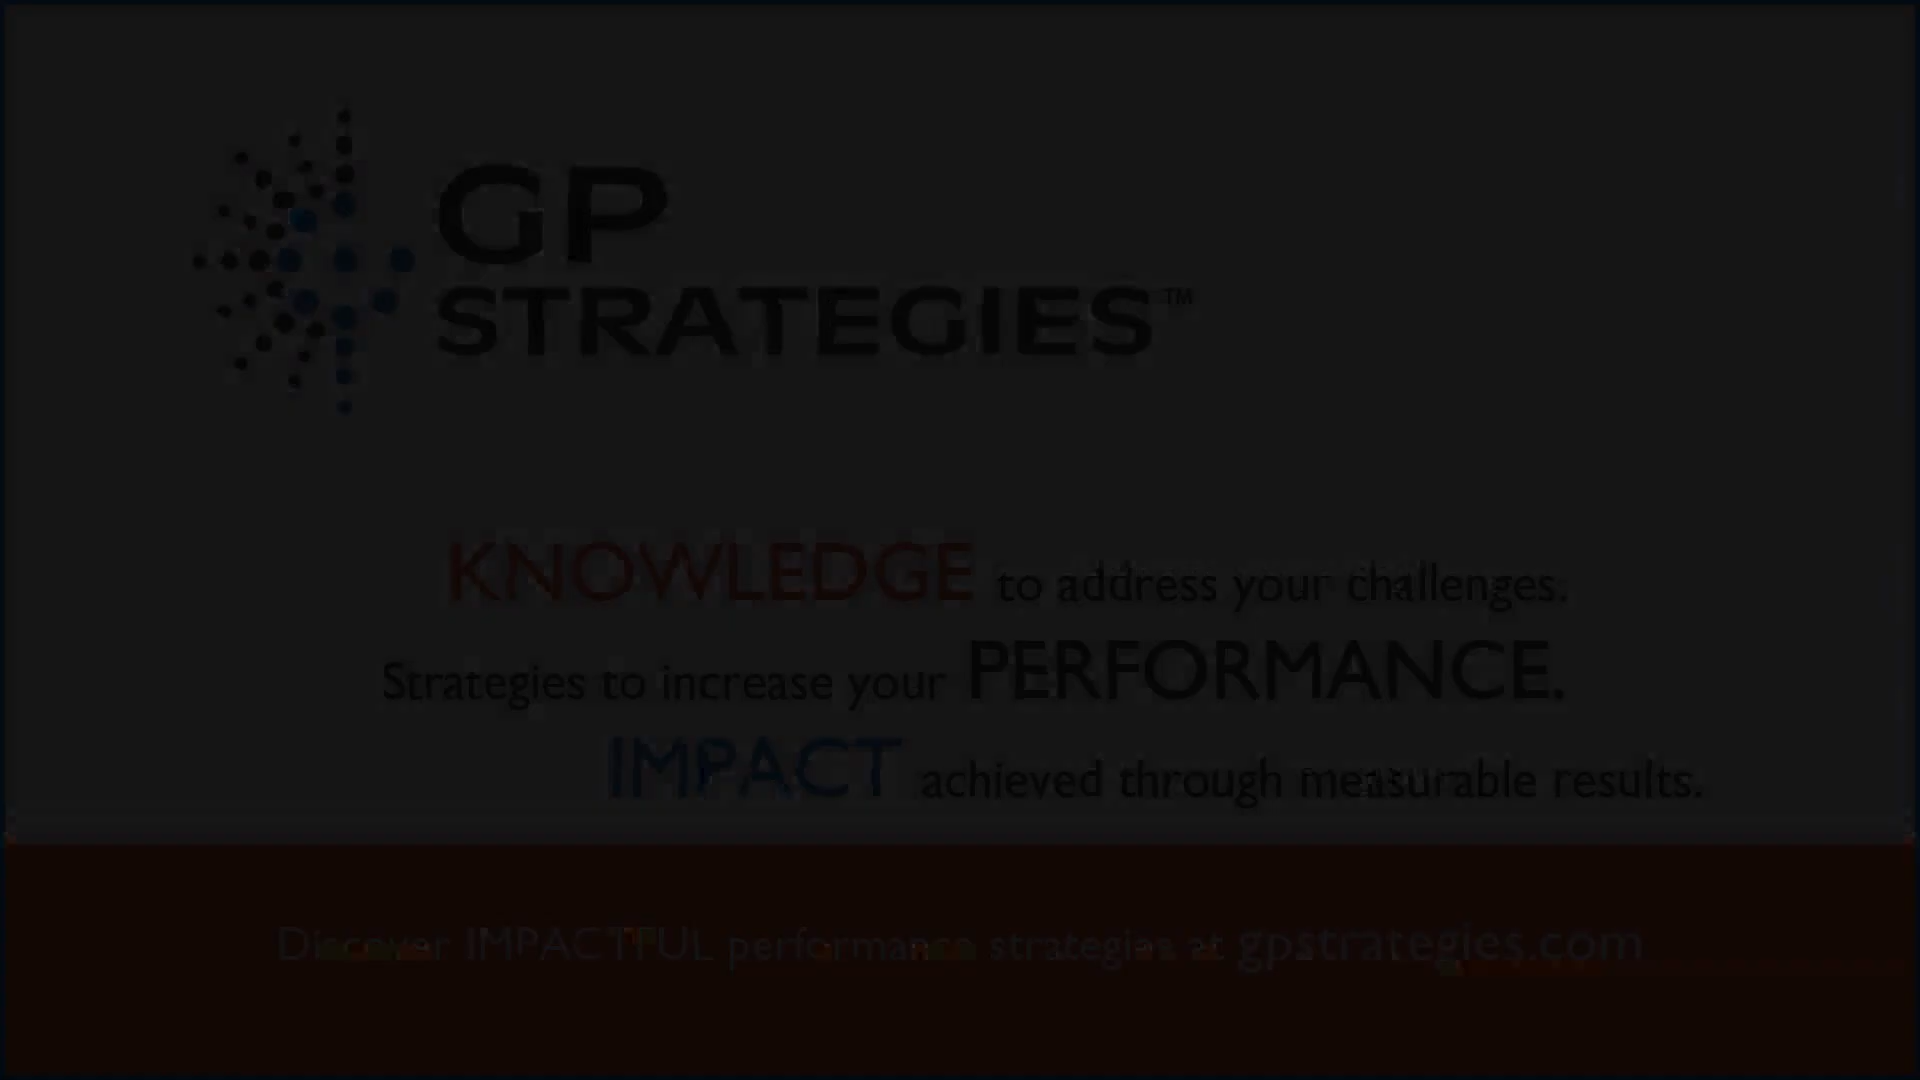 GP
STRATEGIES™
KNOWLEDGE to address your challenges.
Strategies to increase your PERFORMANCE.
IMPACT achieved through measurable results.
Discover IMPACTFUL performance strategies at gpstrategies.com